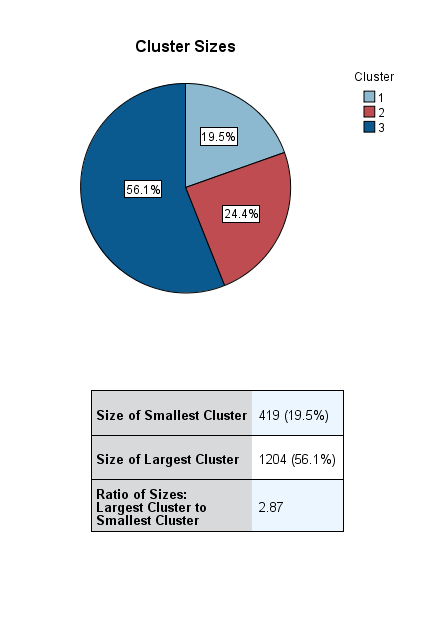 Cluster Sizes
Cluster
1
2
3
19.5%
56.1%
24.4%
Size of Smallest Cluster 419 (19.5%)
Size of Largest Cluster 1204 (56.1%)
Ratio of Sizes:
Largest Cluster to
Smallest Cluster
2.87